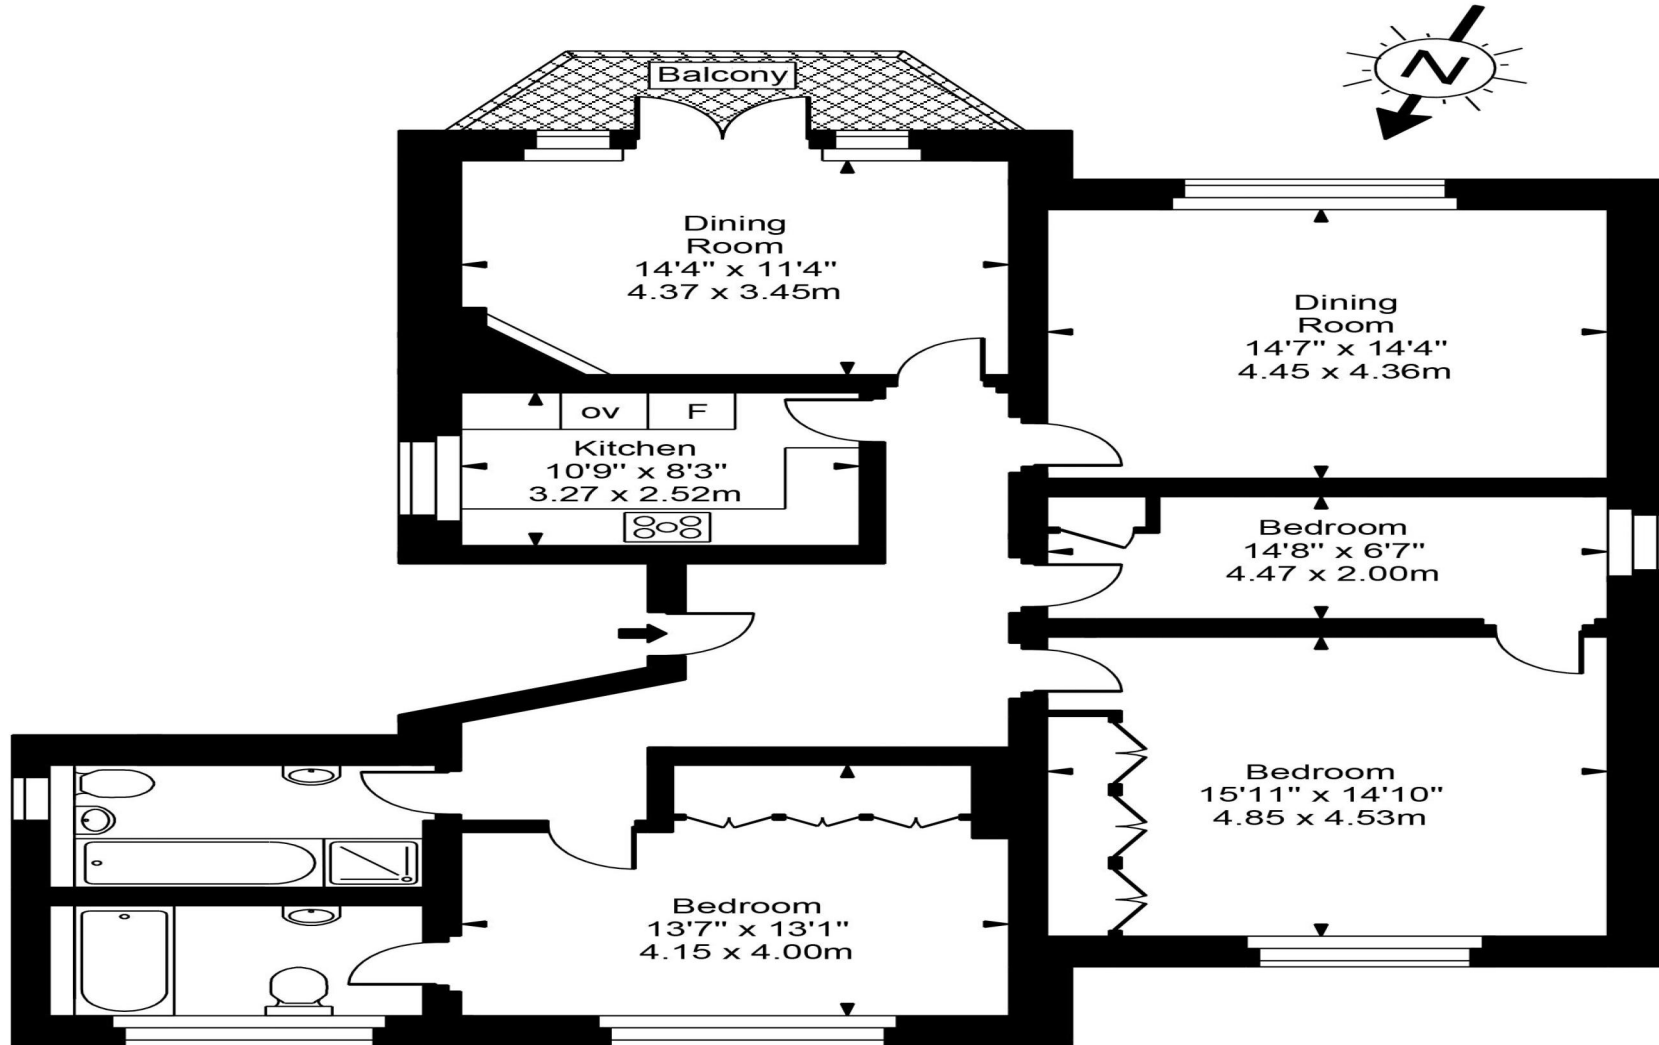 N
Balcony
Dining
Room
14'4" x 11'4"
4.37 x 3.45m
Dining
Room
14'7" x 14'4"
4.45 x 4.36m
ov
F
Kitchen
10'9" x 8'3"
3.27 x 2.52m
Bedroom
14'8" x 6'7"
4.47 x 2.00m
Bedroom
15'11" x 14'10"
4.85 x 4.53m
Bedroom
13'7" x 13'1"
4.15 x 4.00m